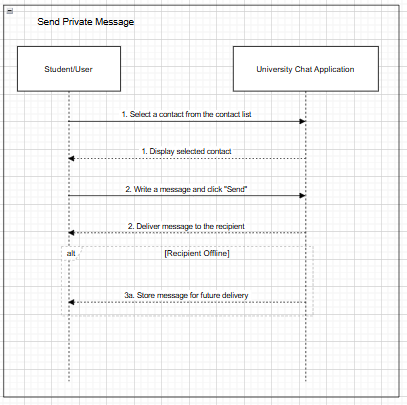 Send Private Message
Student/User
University Chat Application
1. Select a contact from the contact list
1. Display selected contact
2. Write a message and click "Send"
2. Deliver message to the recipient
alt
[Recipient Offline]
3a. Store message for future delivery